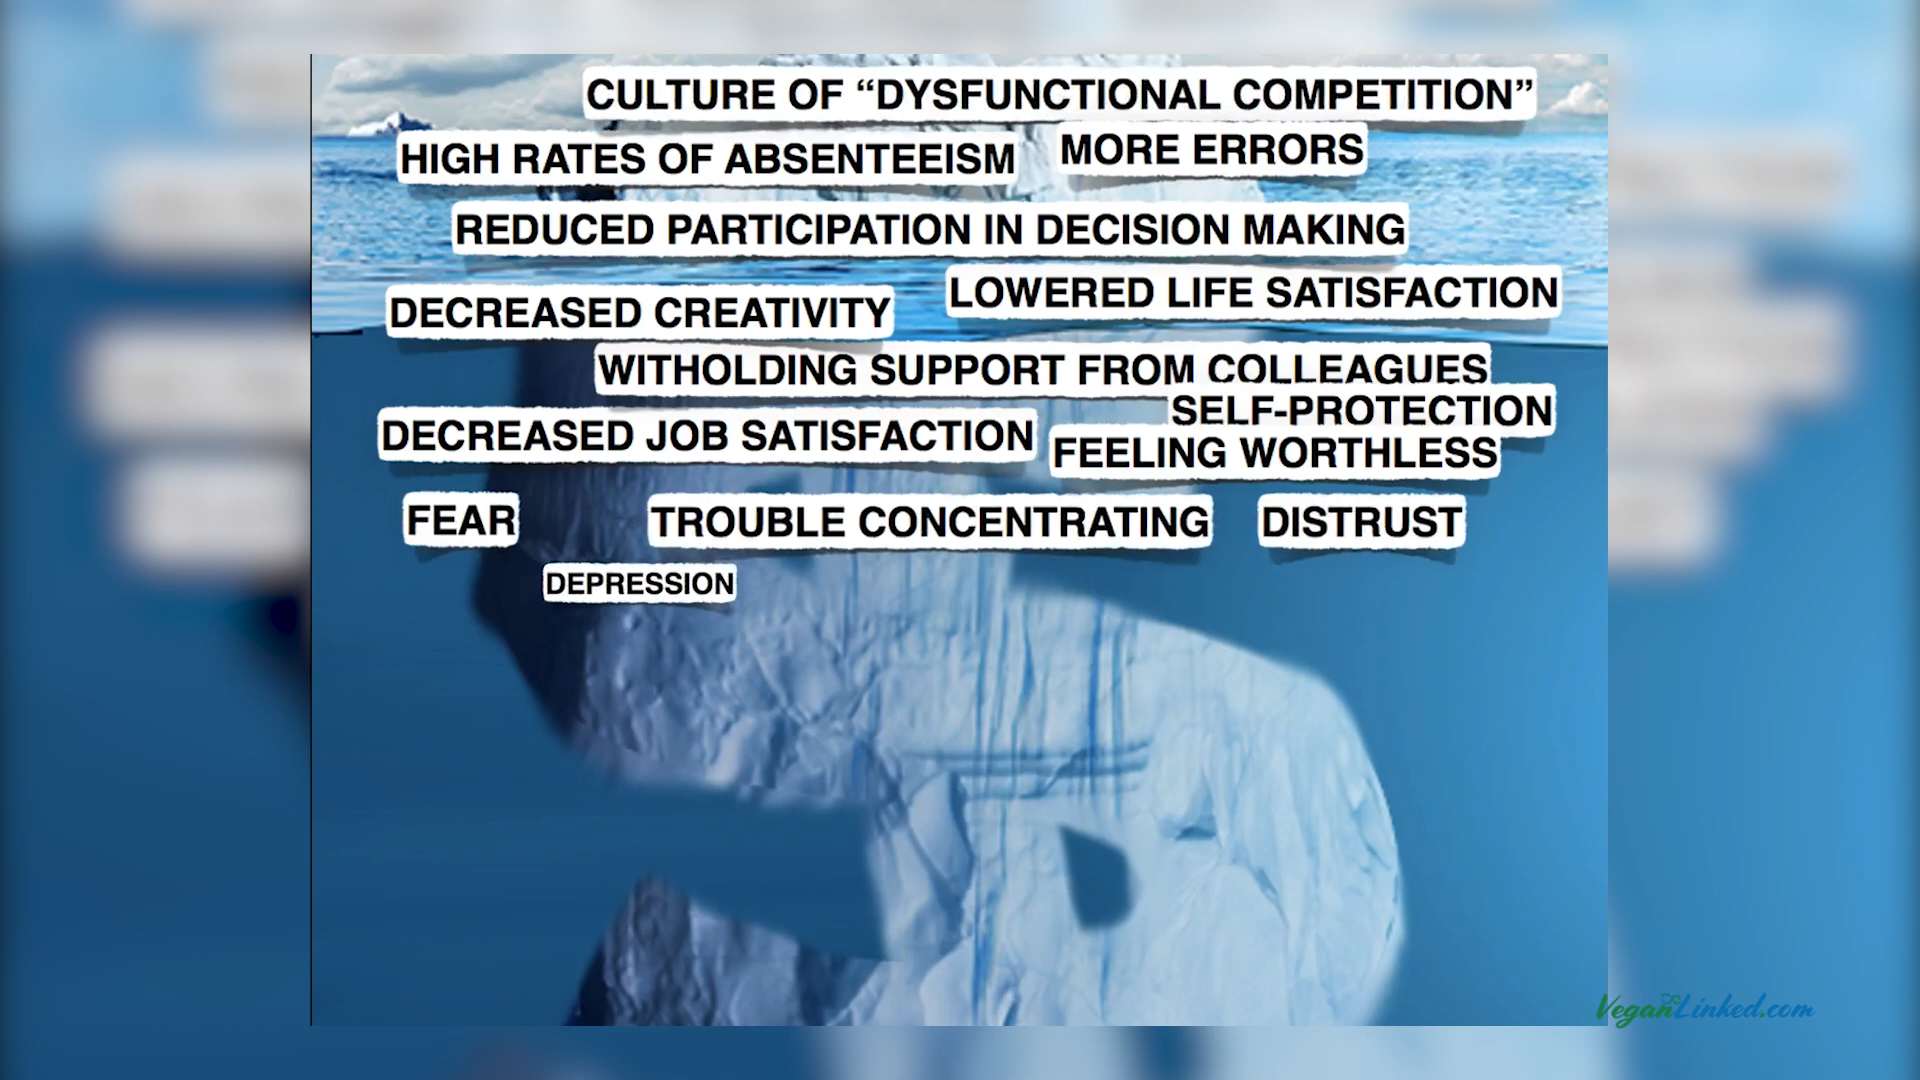 CULTURE OF “DYSFUNCTIONAL COMPETITION”
HIGH RATES OF ABSENTEEISM
MORE ERRORS
REDUCED PARTICIPATION IN DECISION MAKING
DECREASED CREATIVITY
LOWERED LIFE SATISFACTION
WITHOLDING SUPPORT FROM COLLEAGUES
SELF-PROTECTION
DECREASED JOB SATISFACTION
FEELING WORTHLESS
FEAR
TROUBLE CONCENTRATING
DISTRUST
DEPRESSION
VeganLinked.com